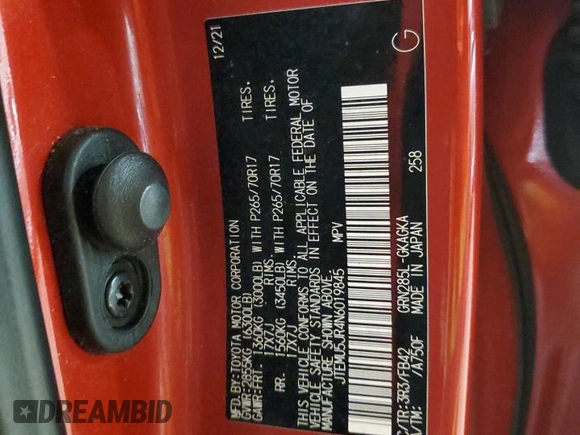 12/21
MFD.BY:TOYOTA MOTOR CORPORATION
GVWR:2855KG (6300LB)
GAWR-FRT. 1360KG (3000LB) WITH P265/70R17 TIRES.
17X7J RIMS.
RR. 1560KG (3450LB) WITH P265/70R17 TIRES.
17X7J RIMS.
THIS VEHICLE CONFORMS TO ALL APPLICABLE FEDERAL MOTOR
VEHICLE SAFETY STANDARDS IN EFFECT ON THE DATE OF
MANUFACTURE SHOWN ABOVE.
JTEMU5JR4N6019845 MPV
C/TR:3R3/FB42 GRN285L-GKAGKA
A/TM: /A750F MADE IN JAPAN 258
G
DREAMBID